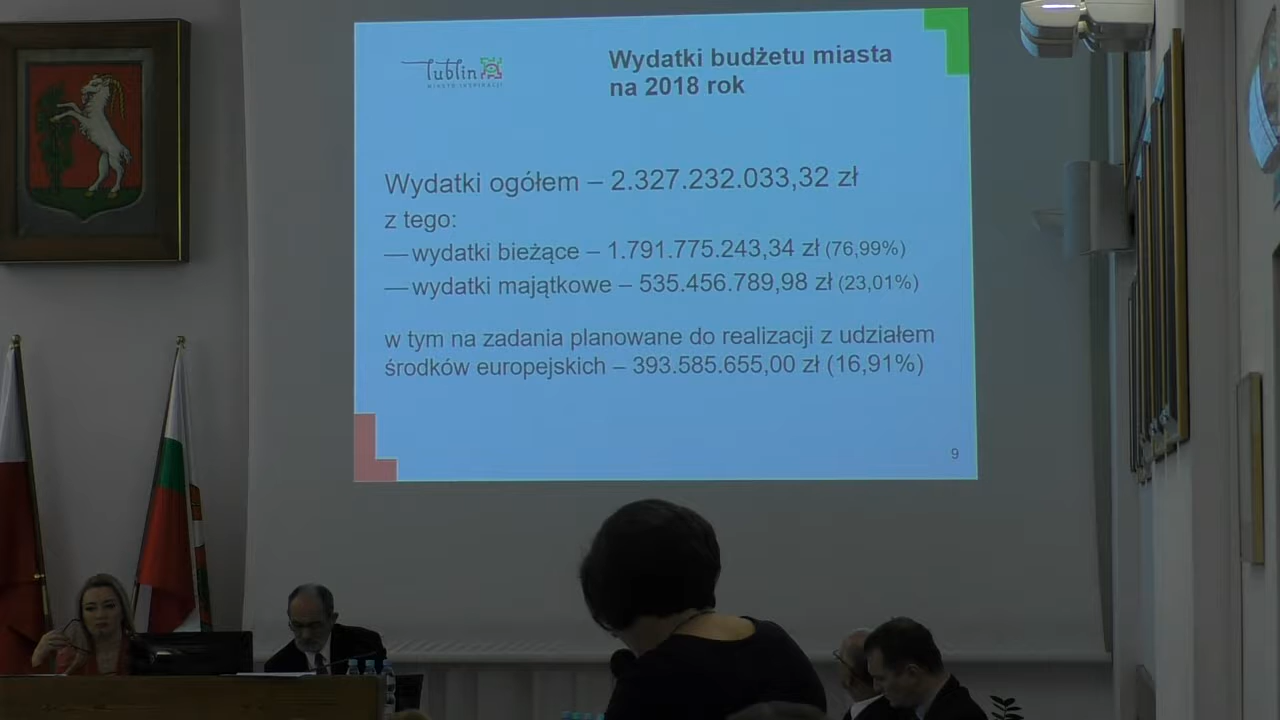 lublin
MIASTO INSPIRACJI
Wydatki budżetu miasta
na 2018 rok
Wydatki ogółem – 2.327.232.033,32 zł
z tego:
— wydatki bieżące – 1.791.775.243,34 zł (76,99%)
— wydatki majątkowe – 535.456.789,98 zł (23,01%)
w tym na zadania planowane do realizacji z udziałem
środków europejskich – 393.585.655,00 zł (16,91%)
9